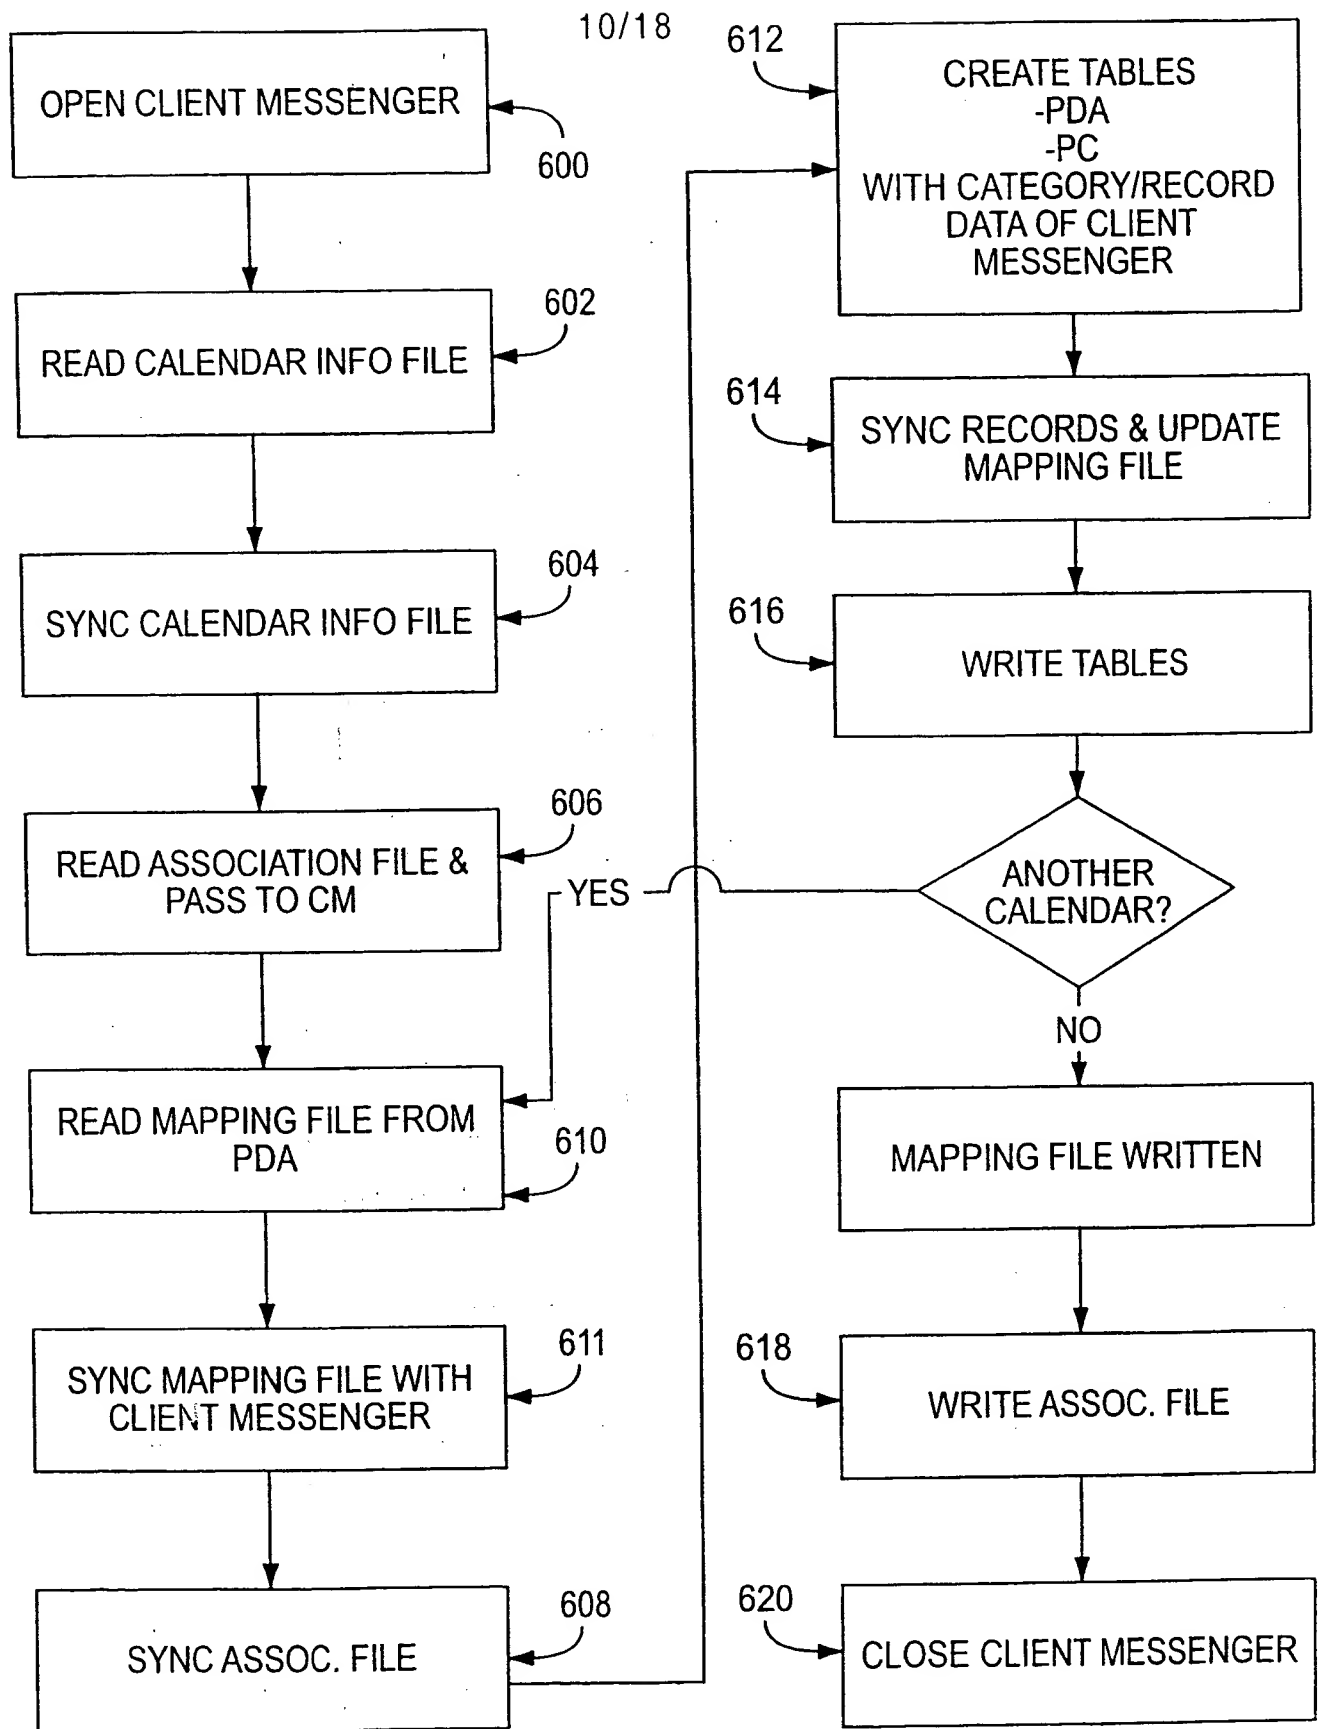 10/18
OPEN CLIENT MESSENGER
600
READ CALENDAR INFO FILE
602
SYNC CALENDAR INFO FILE
604
READ ASSOCIATION FILE &
PASS TO CM
606
READ MAPPING FILE FROM
PDA
610
SYNC MAPPING FILE WITH
CLIENT MESSENGER
611
SYNC ASSOC. FILE
608
612
CREATE TABLES
-PDA
-PC
WITH CATEGORY/RECORD
DATA OF CLIENT
MESSENGER
614
SYNC RECORDS & UPDATE
MAPPING FILE
616
WRITE TABLES
ANOTHER
CALENDAR?
YES
NO
MAPPING FILE WRITTEN
618
WRITE ASSOC. FILE
620
CLOSE CLIENT MESSENGER